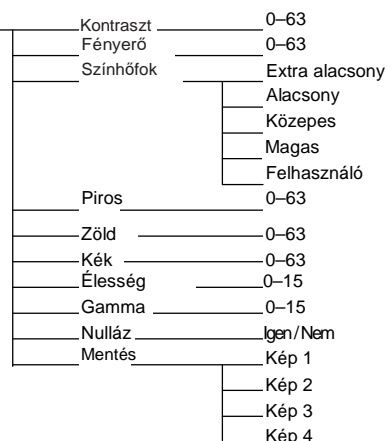 Kontraszt 0–63
Fényerő 0–63
Színhőfok Extra alacsony
Alacsony
Közepes
Magas
Felhasználó
Piros 0–63
Zöld 0–63
Kék 0–63
Élesség 0–15
Gamma 0–15
Nulláz Igen/Nem
Mentés Kép 1
Kép 2
Kép 3
Kép 4